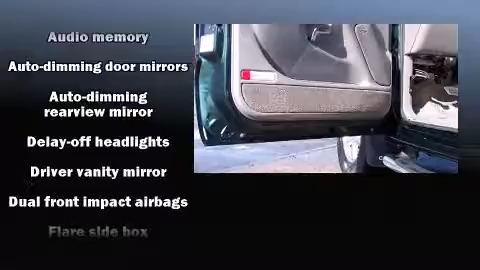 Audio memory
Auto-dimming door mirrors
Auto-dimming
rearview mirror
Delay-off headlights
Driver vanity mirror
Dual front impact airbags
Flare side box